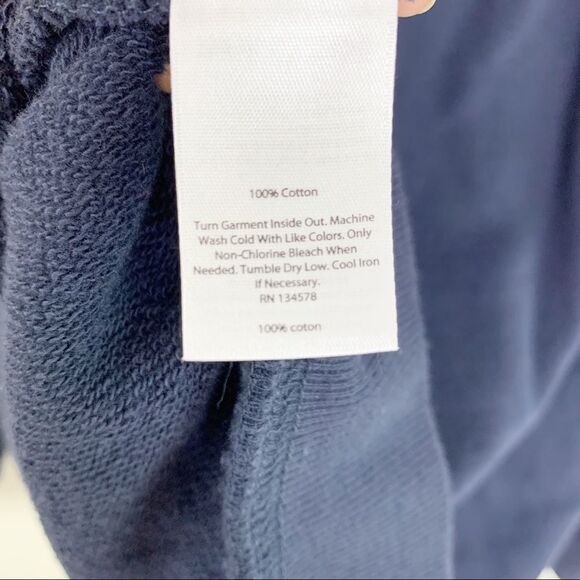 100% Cotton
Turn Garment Inside Out. Machine
Wash Cold With Like Colors. Only
Non-Chlorine Bleach When
Needed. Tumble Dry Low. Cool Iron
If Necessary.
RN 134578
100% coton